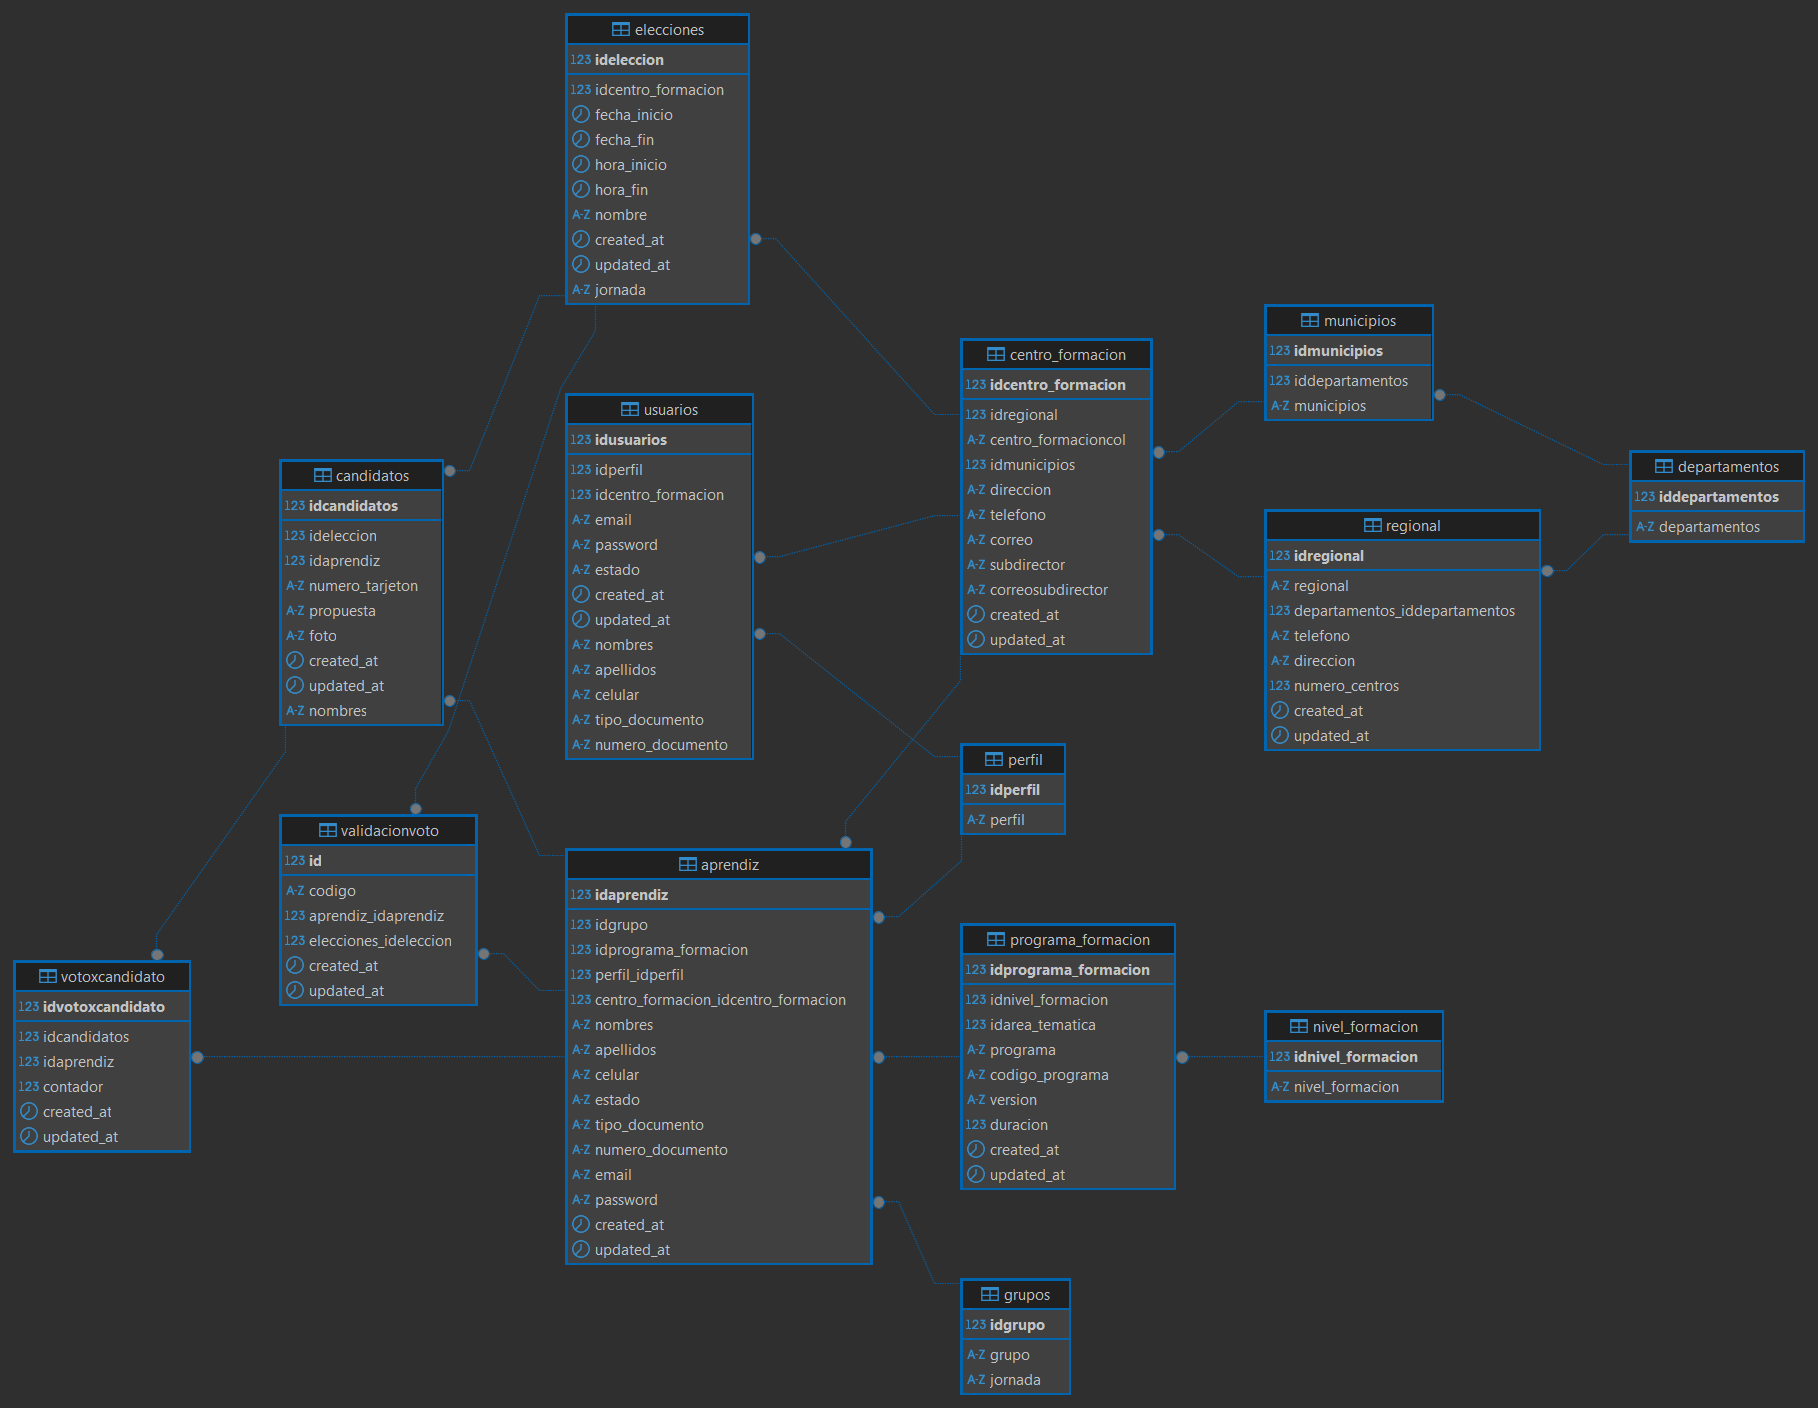 elecciones
123 ideleccion
123 idcentro_formacion
fecha_inicio
fecha_fin
hora_inicio
hora_fin
A-Z nombre
created_at
updated_at
A-Z jornada
centro_formacion
123 idcentro_formacion
123 idregional
A-Z centro_formacioncol
123 idmunicipios
A-Z direccion
A-Z telefono
A-Z correo
A-Z subdirector
A-Z correosubdirector
created_at
updated_at
municipios
123 idmunicipios
123 iddepartamentos
A-Z municipios
departamentos
123 iddepartamentos
A-Z departamentos
regional
123 idregional
A-Z regional
123 departamentos_iddepartamentos
A-Z telefono
A-Z direccion
123 numero_centros
created_at
updated_at
usuarios
123 idusuarios
123 idperfil
123 idcentro_formacion
A-Z email
A-Z password
A-Z estado
created_at
updated_at
A-Z nombres
A-Z apellidos
A-Z celular
A-Z tipo_documento
A-Z numero_documento
candidatos
123 idcandidatos
123 ideleccion
123 idaprendiz
A-Z numero_tarjeton
A-Z propuesta
A-Z foto
created_at
updated_at
A-Z nombres
perfil
123 idperfil
A-Z perfil
validacionvoto
123 id
A-Z codigo
123 aprendiz_idaprendiz
123 elecciones_ideleccion
created_at
updated_at
aprendiz
123 idaprendiz
123 idgrupo
123 idprograma_formacion
123 perfil_idperfil
123 centro_formacion_idcentro_formacion
A-Z nombres
A-Z apellidos
A-Z celular
A-Z estado
A-Z tipo_documento
A-Z numero_documento
A-Z email
A-Z password
created_at
updated_at
votoxcandidato
123 idvotoxcandidato
123 idcandidatos
123 idaprendiz
123 contador
created_at
updated_at
programa_formacion
123 idprograma_formacion
123 idnivel_formacion
123 idarea_tematica
A-Z programa
A-Z codigo_programa
A-Z version
123 duracion
created_at
updated_at
nivel_formacion
123 idnivel_formacion
A-Z nivel_formacion
grupos
123 idgrupo
A-Z grupo
A-Z jornada